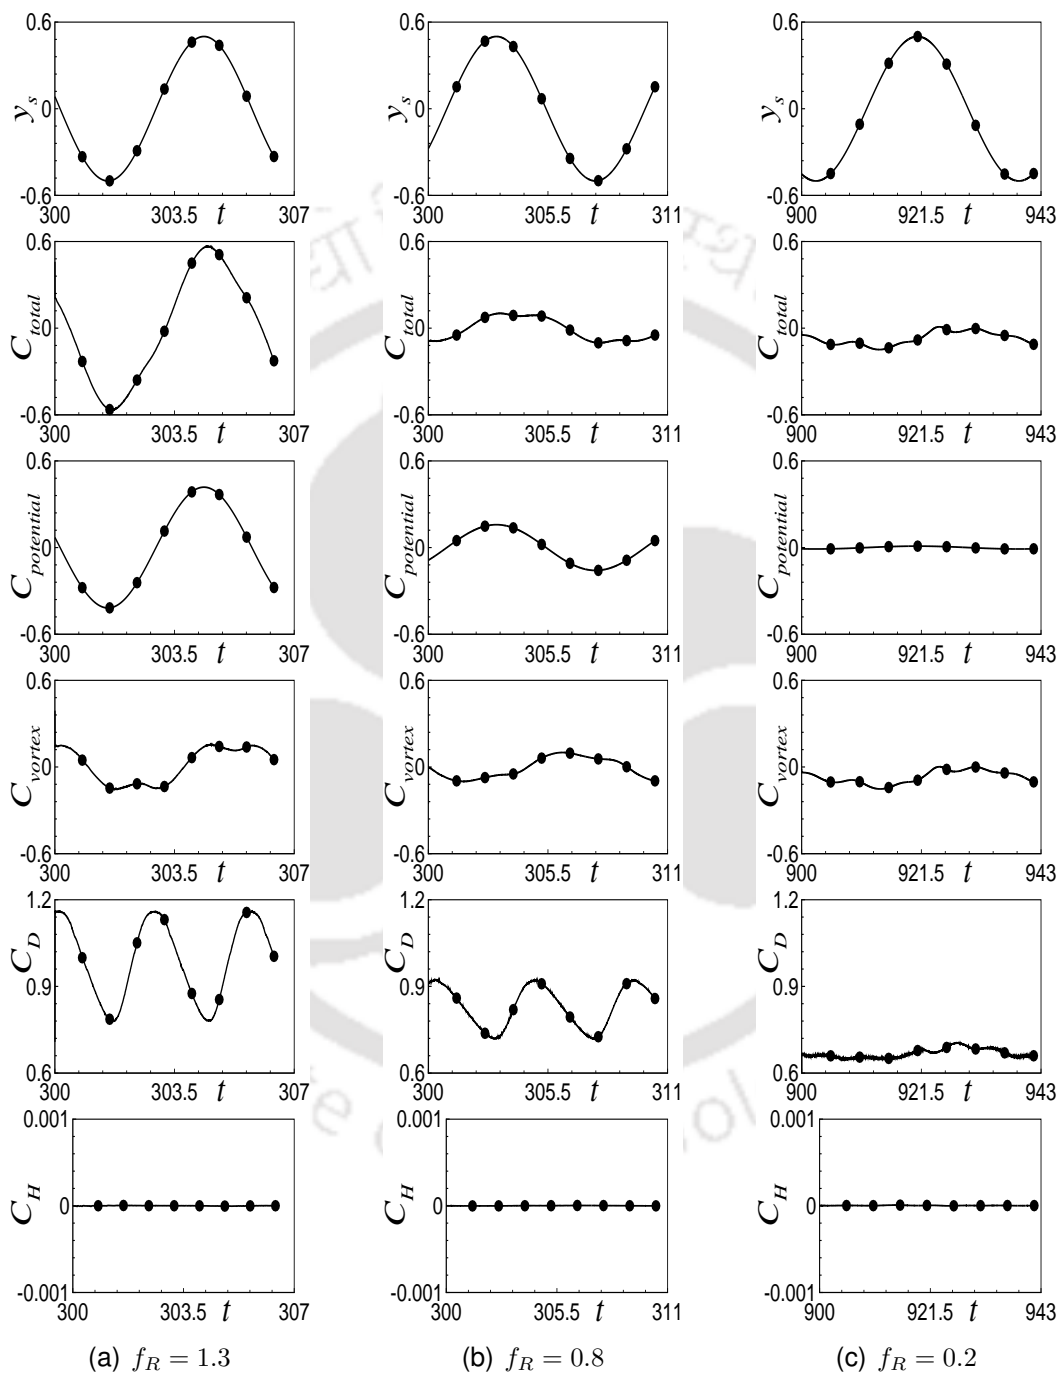 0.6 0.6 0.6
y_s y_s y_s
0 0 0
-0.6 -0.6 -0.6
300 303.5 t 307 300 305.5 t 311 900 921.5 t 943
0.6 0.6 0.6
C_total C_total C_total
0 0 0
-0.6 -0.6 -0.6
300 303.5 t 307 300 305.5 t 311 900 921.5 t 943
0.6 0.6 0.6
C_potential C_potential C_potential
0 0 0
-0.6 -0.6 -0.6
300 303.5 t 307 300 305.5 t 311 900 921.5 t 943
0.6 0.6 0.6
C_vortex C_vortex C_vortex
0 0 0
-0.6 -0.6 -0.6
300 303.5 t 307 300 305.5 t 311 900 921.5 t 943
1.2 1.2 1.2
C_D C_D C_D
0.9 0.9 0.9
0.6 0.6 0.6
300 303.5 t 307 300 305.5 t 311 900 921.5 t 943
0.001 0.001 0.001
C_H C_H C_H
0 0 0
-0.001 -0.001 -0.001
300 303.5 t 307 300 305.5 t 311 900 921.5 t 943
(a) f_R = 1.3 (b) f_R = 0.8 (c) f_R = 0.2